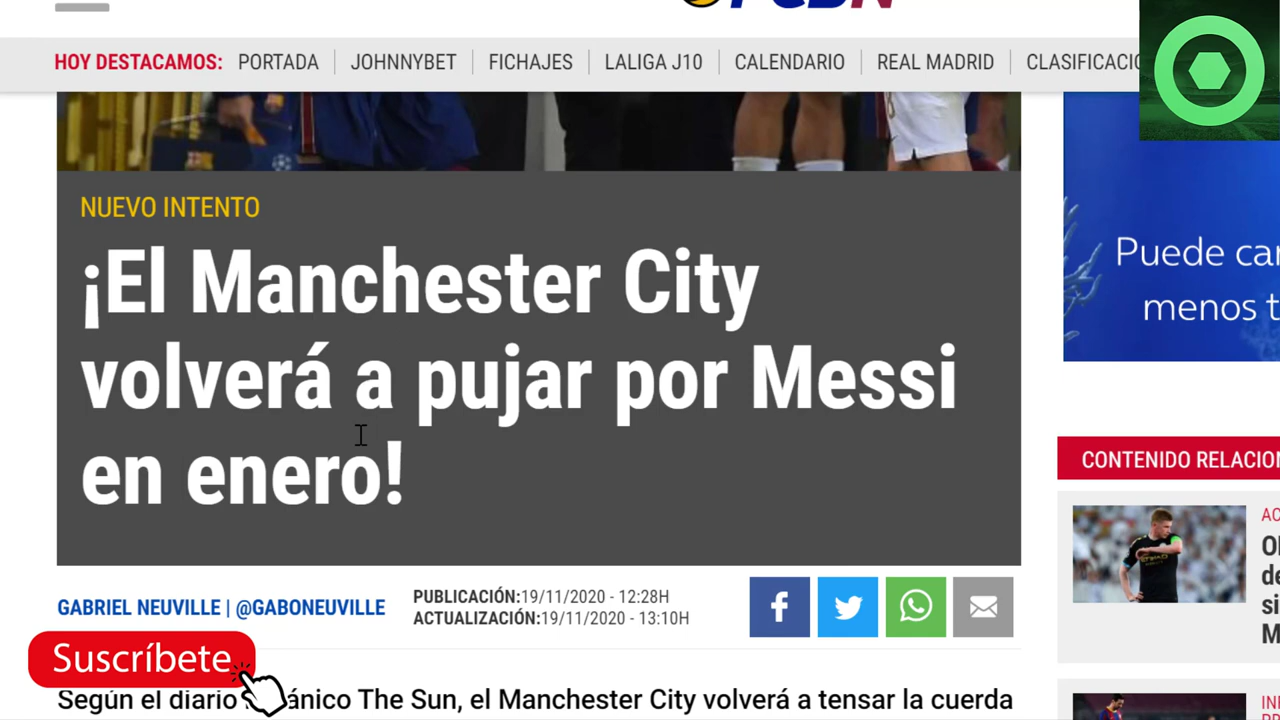 FCBN
HOY DESTACAMOS: PORTADA JOHNNYBET FICHAJES LALIGA J10 CALENDARIO REAL MADRID
NUEVO INTENTO
¡El Manchester City
volverá a pujar por Messi
en enero!
Puede
menos
CONTENIDO
GABRIEL NEUVILLE | @GABONEUVILLE
PUBLICACIÓN:19/11/2020 - 12:28H
ACTUALIZACIÓN:19/11/2020 - 13:10H
Suscríbete
Según el diario The Sun, el Manchester City volverá a tensar la cuerda